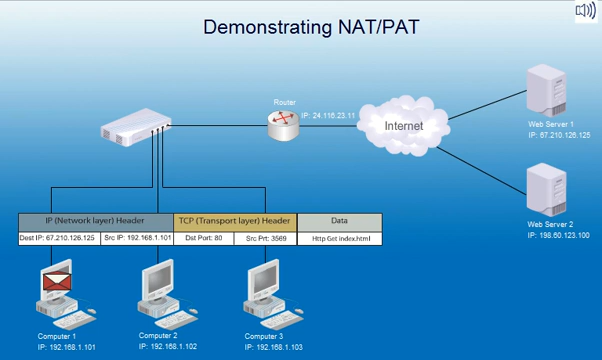 Demonstrating NAT/PAT
Router
IP: 24.116.23.11
Internet
Web Server 1
IP: 67.210.126.125
Web Server 2
IP: 198.60.123.100
IP (Network layer) Header TCP (Transport layer) Header Data
Dest IP: 67.210.126.125 Src IP: 192.168.1.101 Dst Port: 80 Src Prt: 3569 Http Get index.html
Computer 1
IP: 192.168.1.101
Computer 2
IP: 192.168.1.102
Computer 3
IP: 192.168.1.103